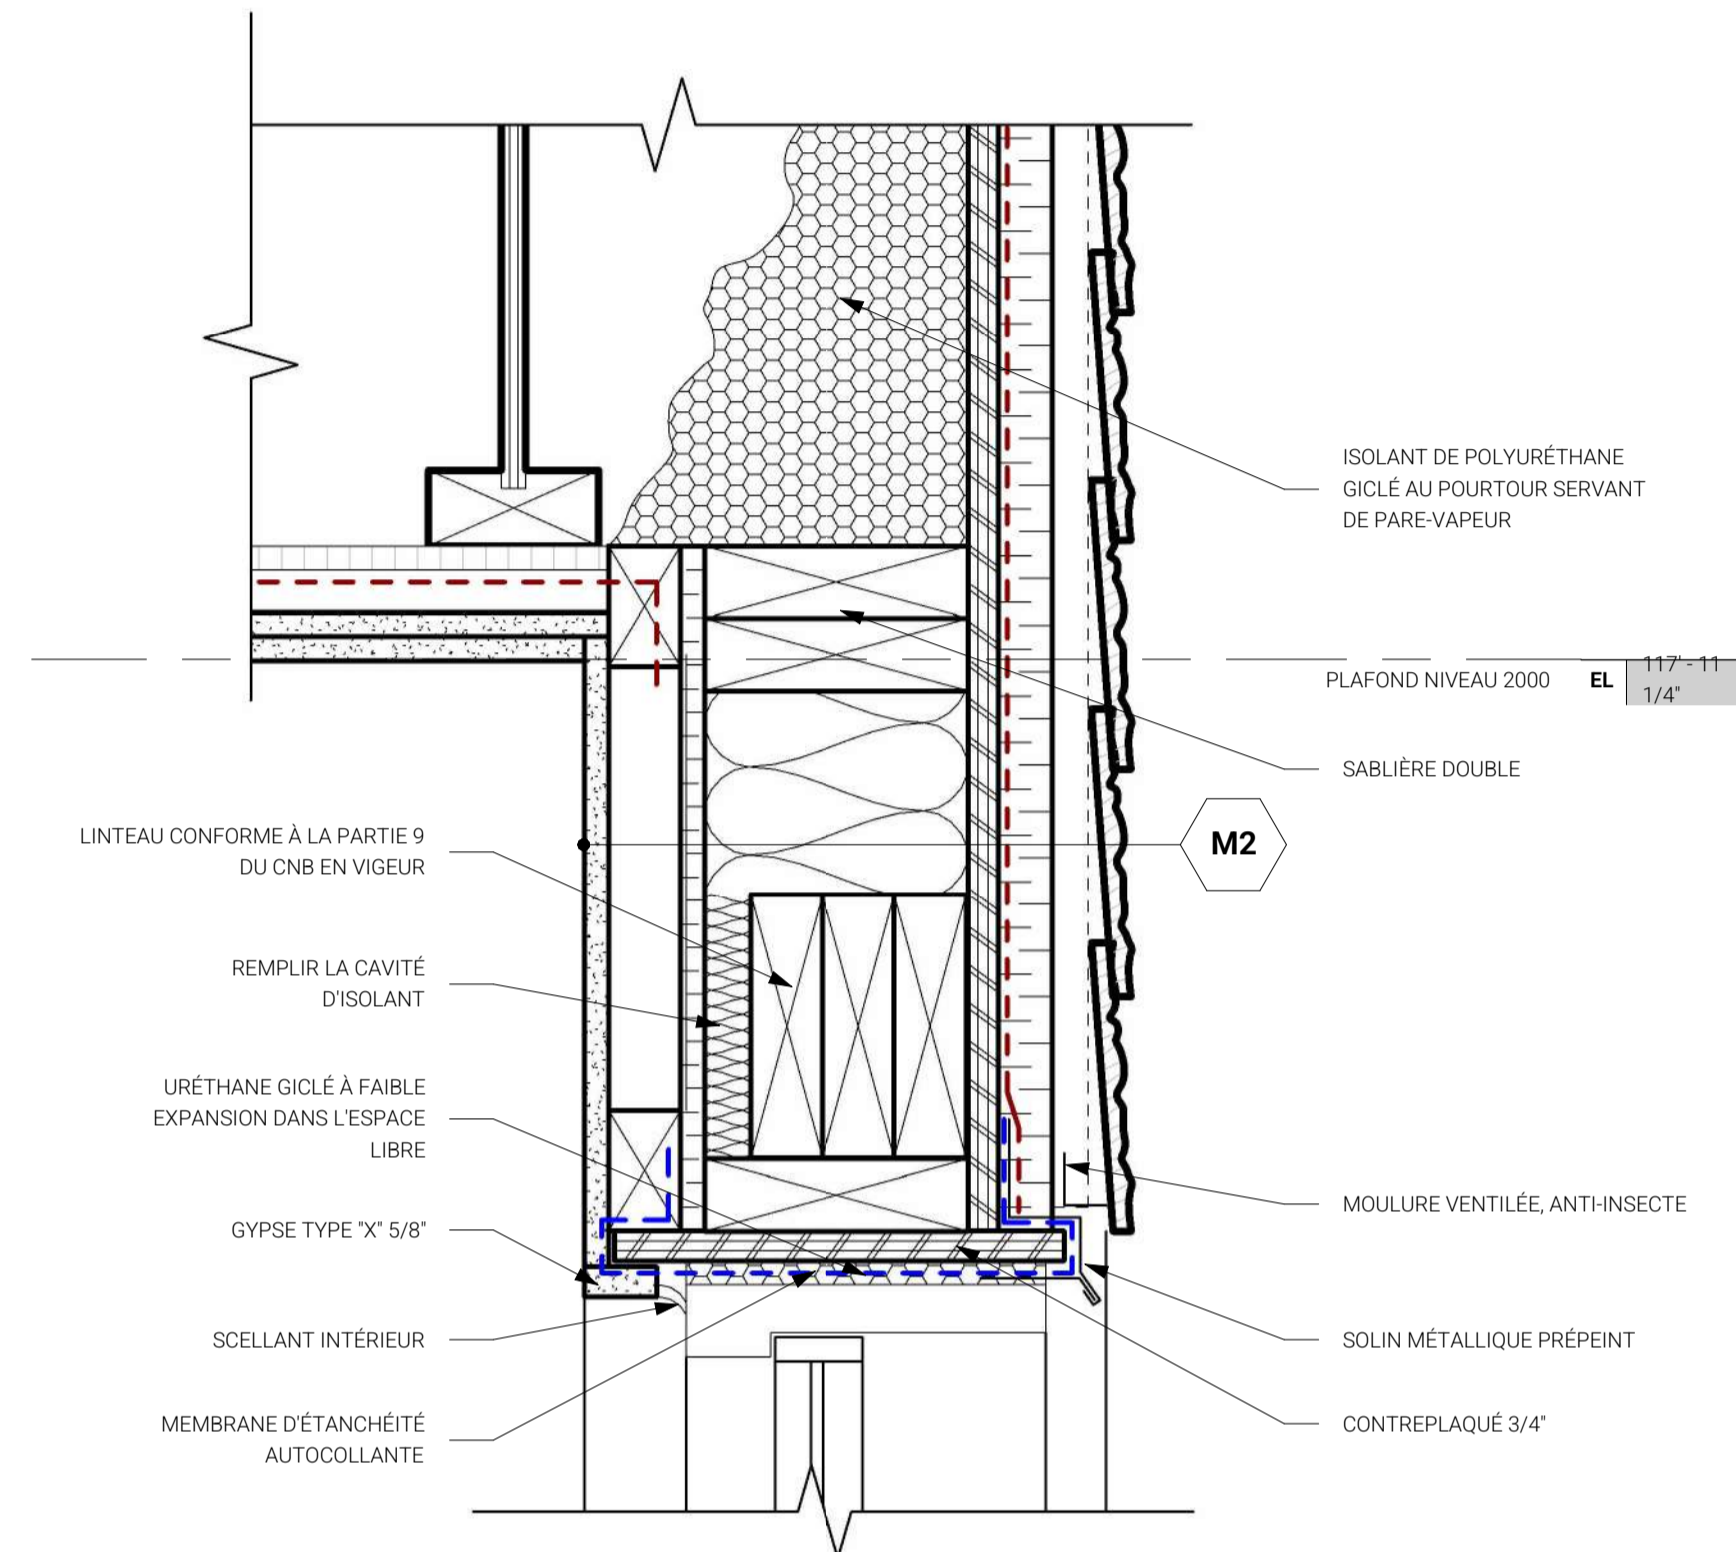 ISOLANT DE POLYURÉTHANE
GICLÉ AU POURTOUR SERVANT
DE PARE-VAPEUR
PLAFOND NIVEAU 2000 EL 117' - 11
1/4"
SABLIÈRE DOUBLE
M2
LINTEAU CONFORME À LA PARTIE 9
DU CNB EN VIGEUR
REMPLIR LA CAVITÉ
D'ISOLANT
URÉTHANE GICLÉ À FAIBLE
EXPANSION DANS L'ESPACE
LIBRE
GYPSE TYPE "X" 5/8"
SCELLANT INTÉRIEUR
MEMBRANE D'ÉTANCHÉITÉ
AUTOCOLLANTE
MOULURE VENTILÉE, ANTI-INSECTE
SOLIN MÉTALLIQUE PRÉPEINT
CONTREPLAQUÉ 3/4"